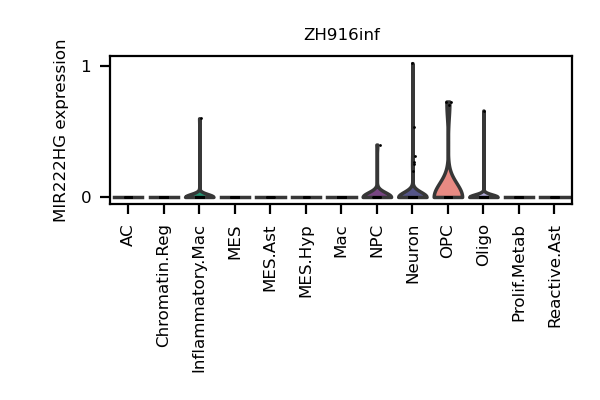 ZH916inf
MIR222HG expression
1
0
AC
Chromatin.Reg
Inflammatory.Mac
MES
MES.Ast
MES.Hyp
Mac
NPC
Neuron
OPC
Oligo
Prolif.Metab
Reactive.Ast